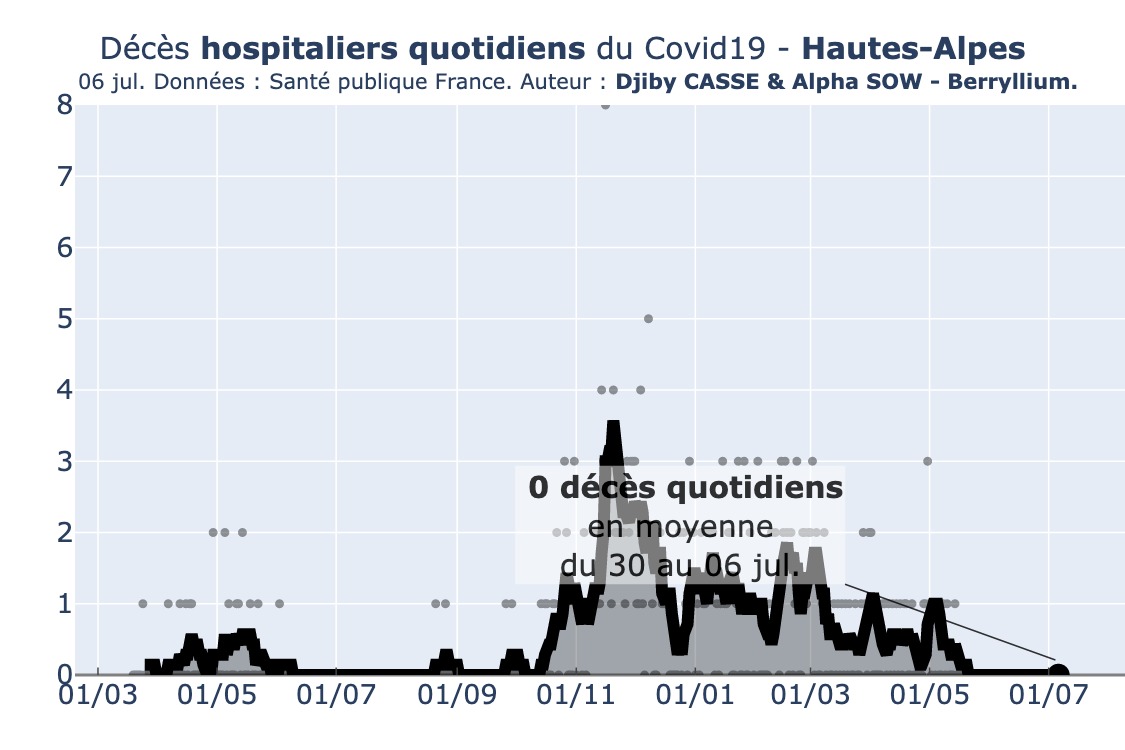 Décès hospitaliers quotidiens du Covid19 - Hautes-Alpes
06 jul. Données : Santé publique France. Auteur : Djiby CASSE & Alpha SOW - Berryllium.
8
7
6
5
4
3
2
1
0
0 décès quotidiens
en moyenne
du 30 au 06 jul.
01/03 01/05 01/07 01/09 01/11 01/01 01/03 01/05 01/07